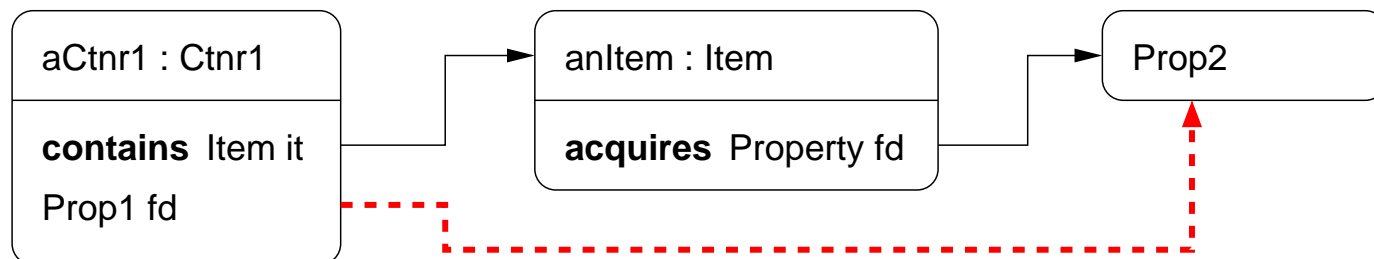 aCtnr1 : Ctnr1
contains Item it
Prop1 fd
anItem : Item
acquires Property fd
Prop2